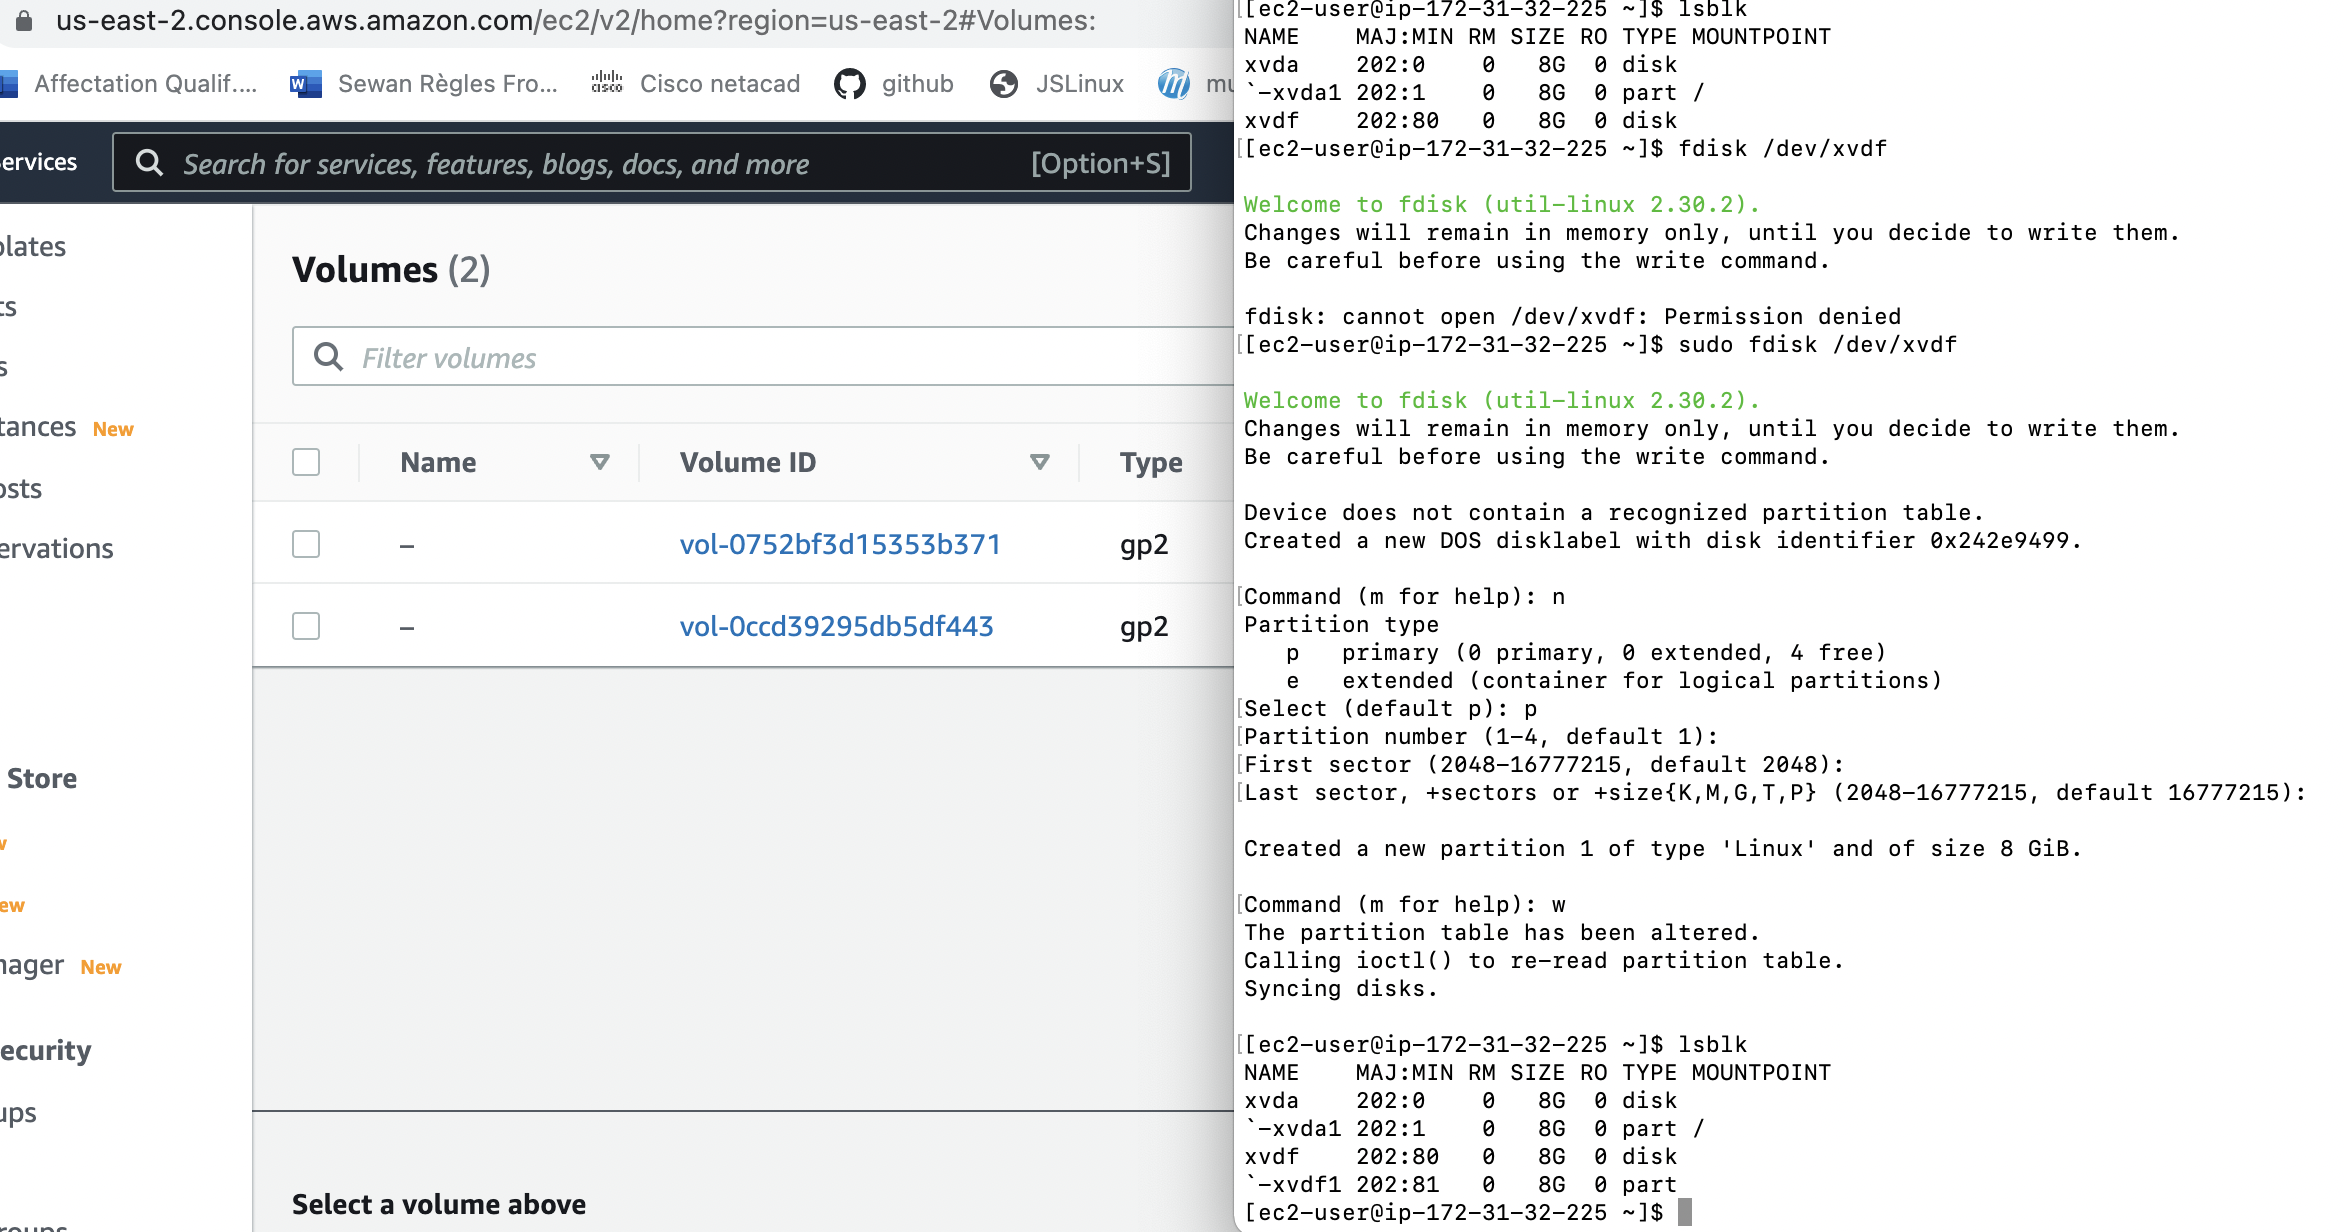 us-east-2.console.aws.amazon.com/ec2/v2/home?region=us-east-2#Volumes:
Affectation Qualif.... Sewan Règles Fro... Cisco netacad github JSLinux mu
ervices Search for services, features, blogs, docs, and more [Option+S]
plates
ts
s
tances New
osts
ervations
Store
ew
nager New
ecurity
ups
roups
Volumes (2)
Filter volumes
Name Volume ID Type
– vol-0752bf3d15353b371 gp2
– vol-0ccd39295db5df443 gp2
Select a volume above
[[ec2-user@ip-172-31-32-225 ~]$ lsblk
NAME    MAJ:MIN RM SIZE RO TYPE MOUNTPOINT
xvda    202:0    0   8G  0 disk
`-xvda1 202:1    0   8G  0 part /
xvdf    202:80   0   8G  0 disk
[[ec2-user@ip-172-31-32-225 ~]$ fdisk /dev/xvdf
Welcome to fdisk (util-linux 2.30.2).
Changes will remain in memory only, until you decide to write them.
Be careful before using the write command.
fdisk: cannot open /dev/xvdf: Permission denied
[[ec2-user@ip-172-31-32-225 ~]$ sudo fdisk /dev/xvdf
Welcome to fdisk (util-linux 2.30.2).
Changes will remain in memory only, until you decide to write them.
Be careful before using the write command.
Device does not contain a recognized partition table.
Created a new DOS disklabel with disk identifier 0x242e9499.
[Command (m for help): n
Partition type
   p   primary (0 primary, 0 extended, 4 free)
   e   extended (container for logical partitions)
[Select (default p): p
[Partition number (1-4, default 1):
[First sector (2048-16777215, default 2048):
[Last sector, +sectors or +size{K,M,G,T,P} (2048-16777215, default 16777215):
Created a new partition 1 of type 'Linux' and of size 8 GiB.
[Command (m for help): w
The partition table has been altered.
Calling ioctl() to re-read partition table.
Syncing disks.
[[ec2-user@ip-172-31-32-225 ~]$ lsblk
NAME    MAJ:MIN RM SIZE RO TYPE MOUNTPOINT
xvda    202:0    0   8G  0 disk
`-xvda1 202:1    0   8G  0 part /
xvdf    202:80   0   8G  0 disk
`-xvdf1 202:81   0   8G  0 part
[ec2-user@ip-172-31-32-225 ~]$